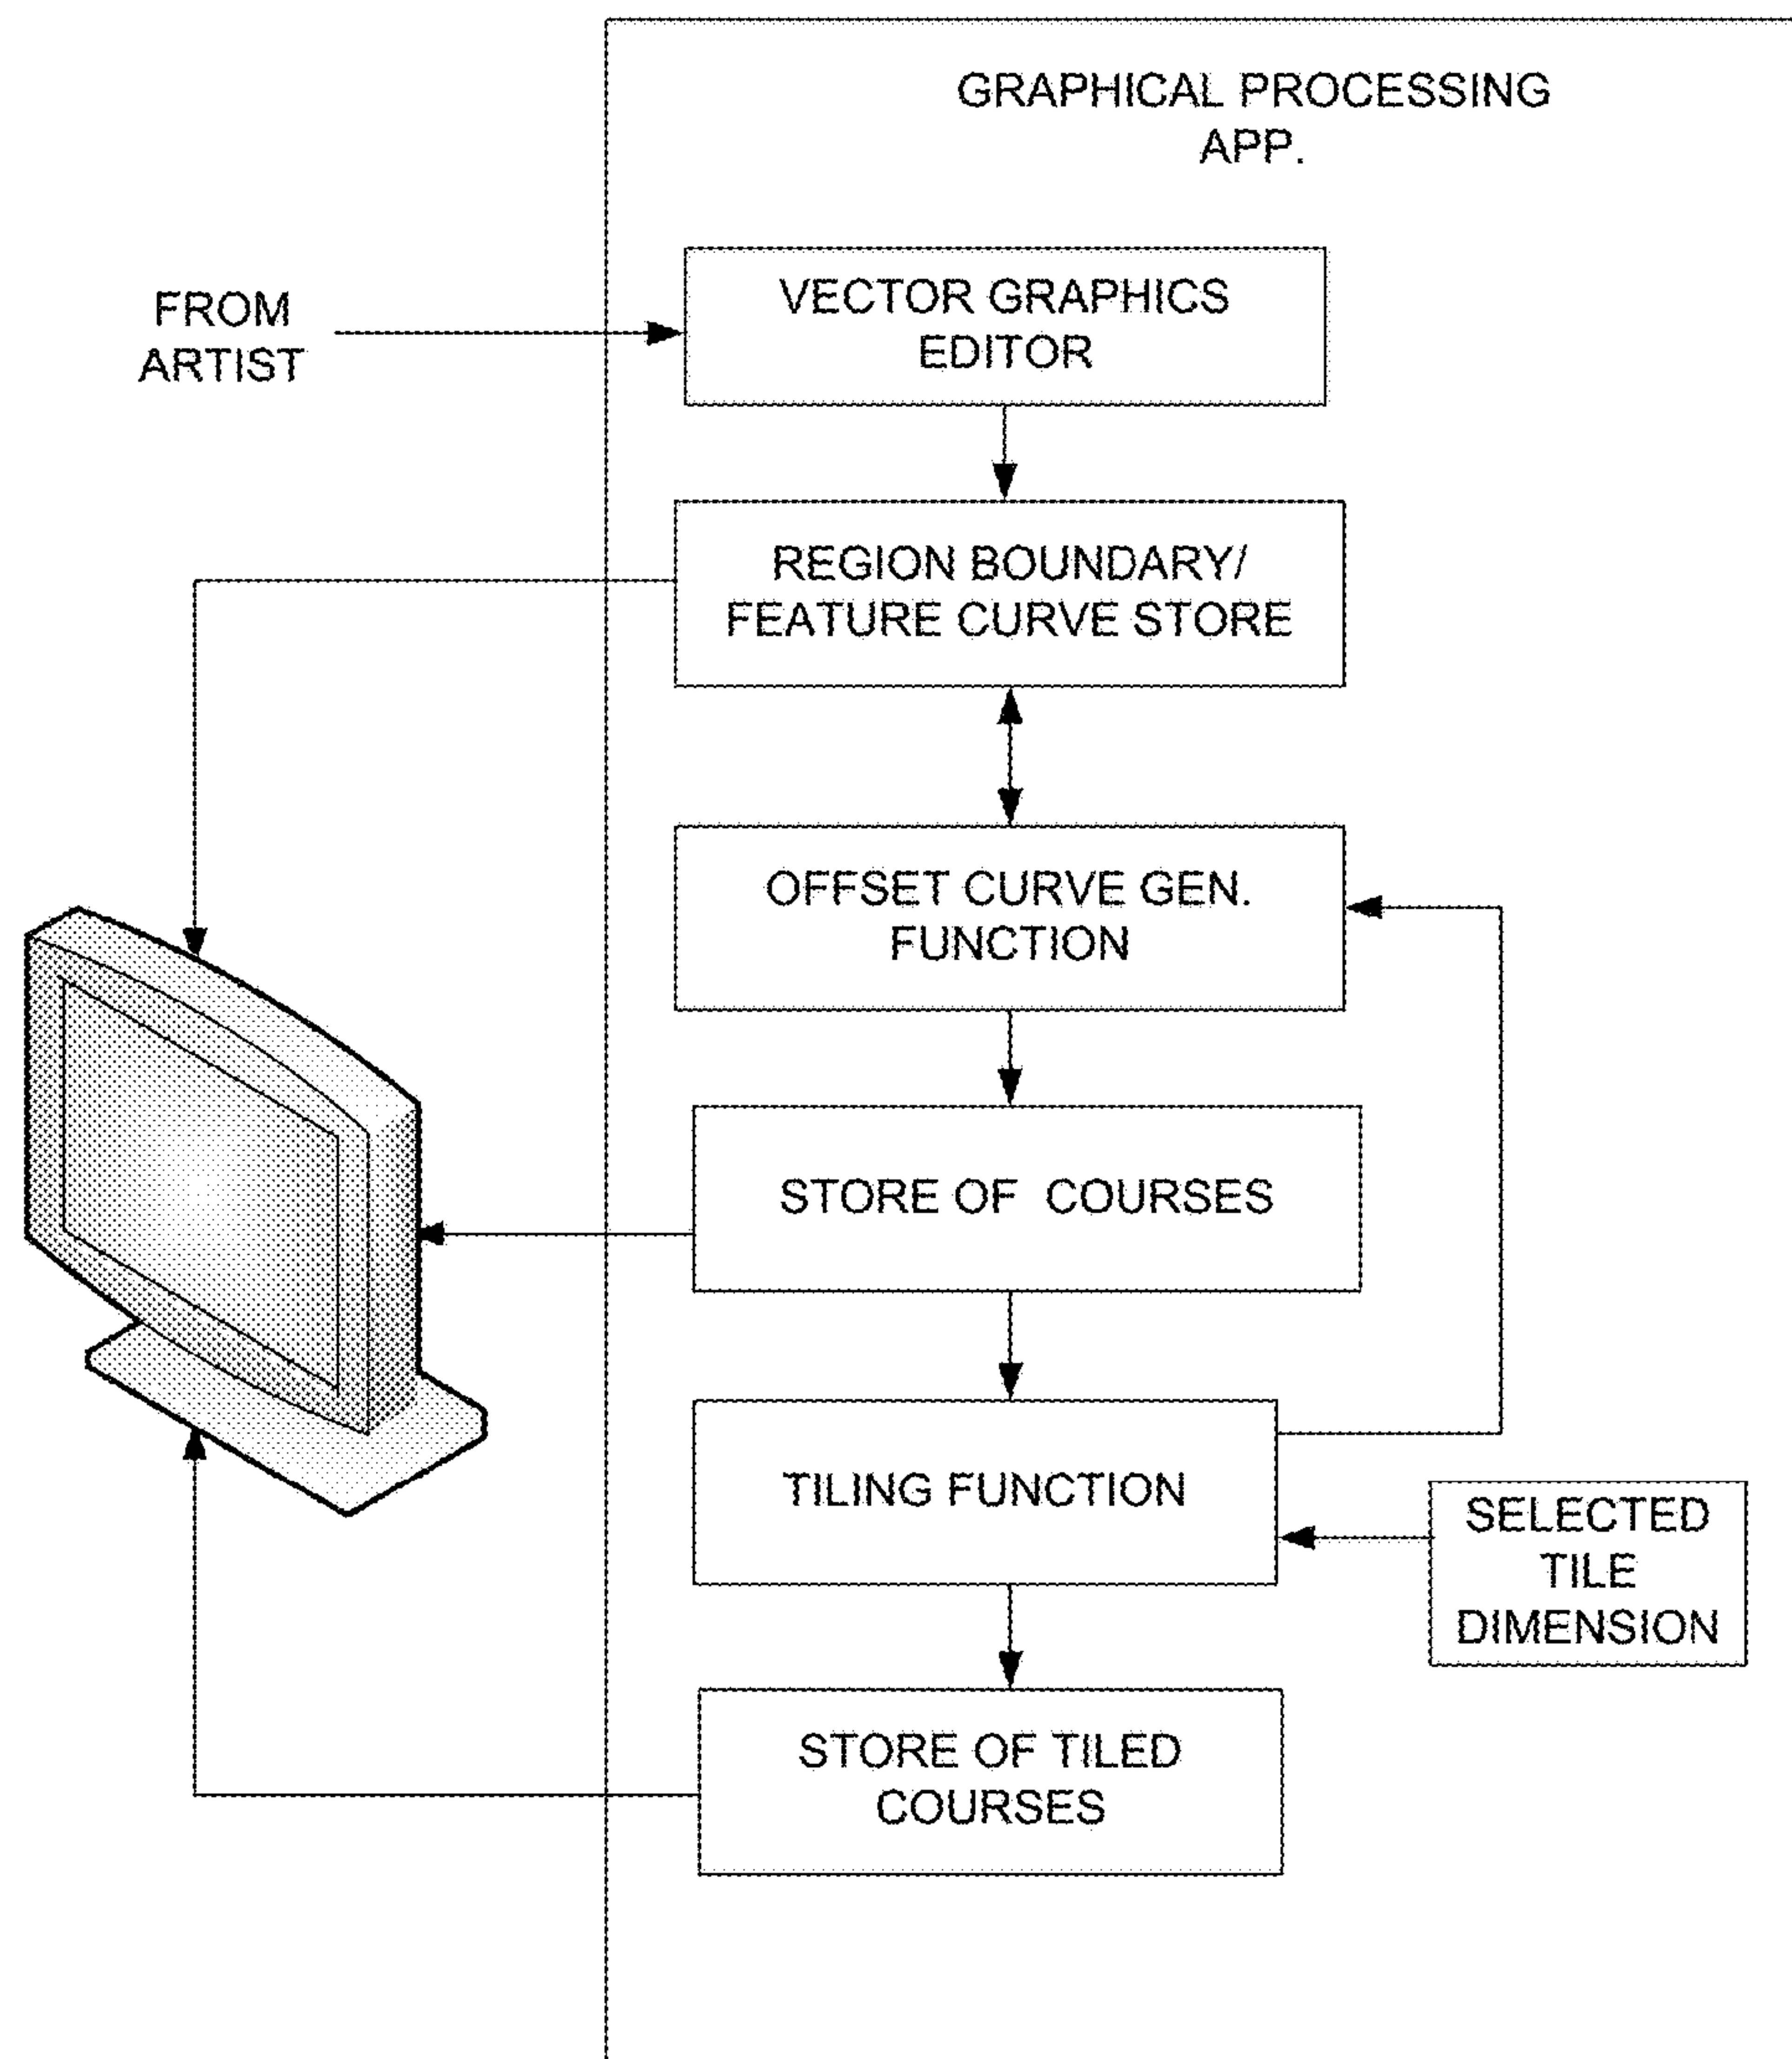 GRAPHICAL PROCESSING
APP.
FROM
ARTIST
VECTOR GRAPHICS
EDITOR
REGION BOUNDARY/
FEATURE CURVE STORE
OFFSET CURVE GEN.
FUNCTION
STORE OF COURSES
TILING FUNCTION
SELECTED
TILE
DIMENSION
STORE OF TILED
COURSES